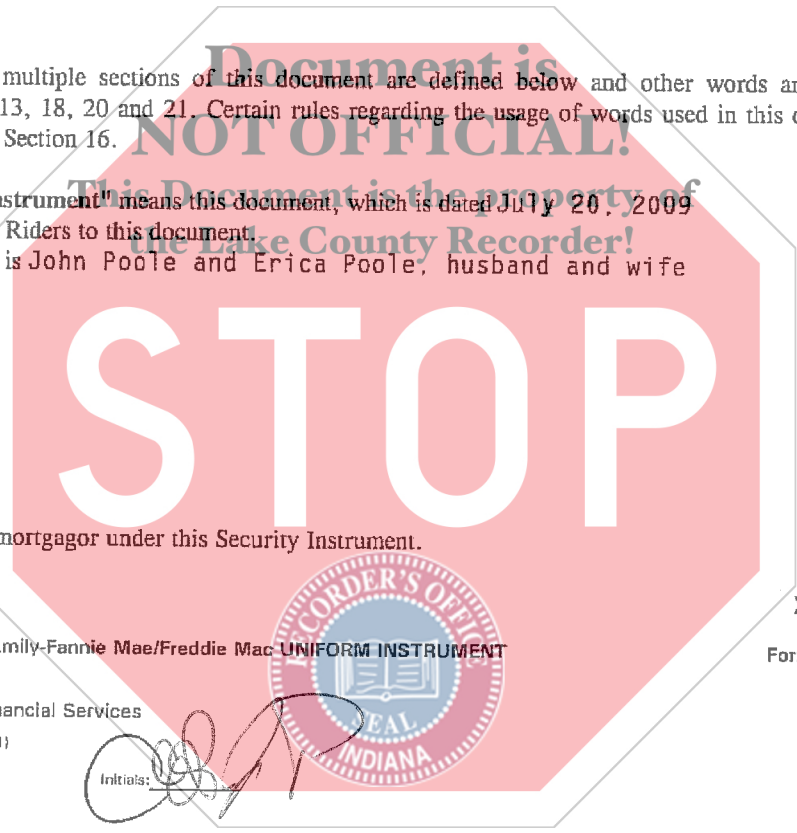 Document is
multiple sections of this document are defined below and other words a
13, 18, 20 and 21. Certain rules regarding the usage of words used in this
NOT OFFICIAL!
Section 16.
This Document is the property of
strument" means this document, which is dated July 20, 2009
Riders to this document.
the Lake County Recorder!
is John Poole and Erica Poole, husband and wife
STOP
mortgagor under this Security Instrument.
RECORDER'S OFFICE
SEAL
INDIANA
mily-Fannie Mae/Freddie Mac UNIFORM INSTRUMENT
For
nancial Services
Initials: